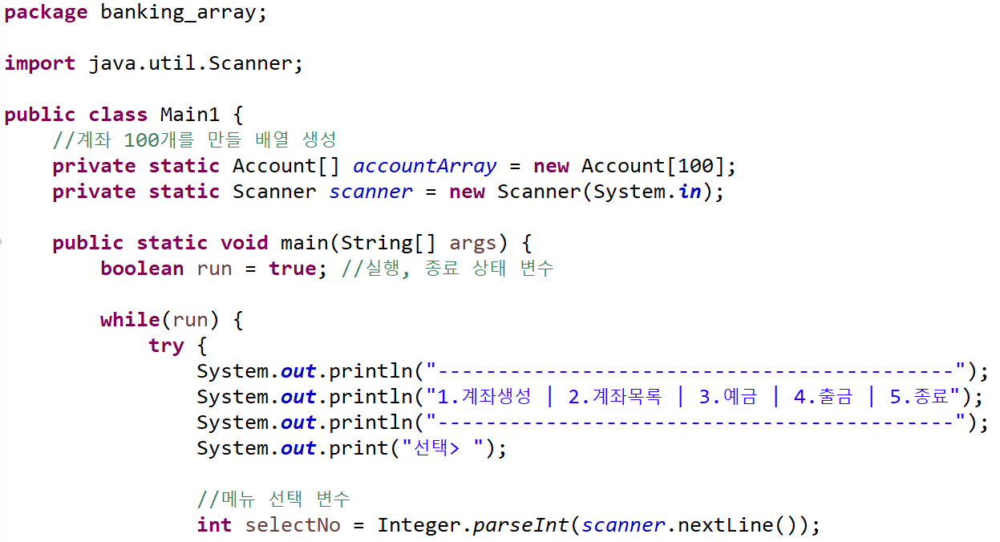 package banking_array;
import java.util.Scanner;
public class Main1 {
//계좌 100개를 만들 배열 생성
private static Account[] accountArray = new Account[100];
private static Scanner scanner = new Scanner(System.in);
public static void main(String[] args) {
boolean run = true; //실행, 종료 상태 변수
while(run) {
try {
System.out.println("-------------------------------------------");
System.out.println("1.계좌생성 | 2.계좌목록 | 3.예금 | 4.출금 | 5.종료");
System.out.println("-------------------------------------------");
System.out.print("선택> ");
//메뉴 선택 변수
int selectNo = Integer.parseInt(scanner.nextLine());